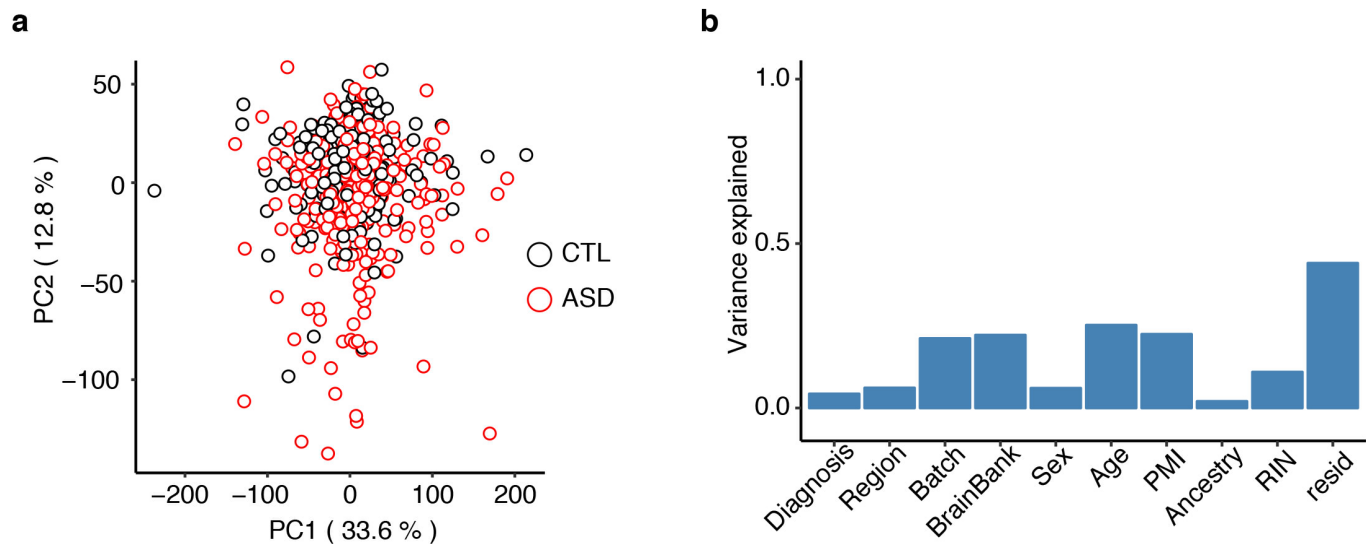 a
PC2 ( 12.8 % )
50
0
−50
−100
−200
−100
0
100
200
PC1 ( 33.6 % )
CTL
ASD
b
Variance explained
1.0
0.5
0.0
Diagnosis
Region
Batch
BrainBank
Sex
Age
PMI
Ancestry
RIN
resid